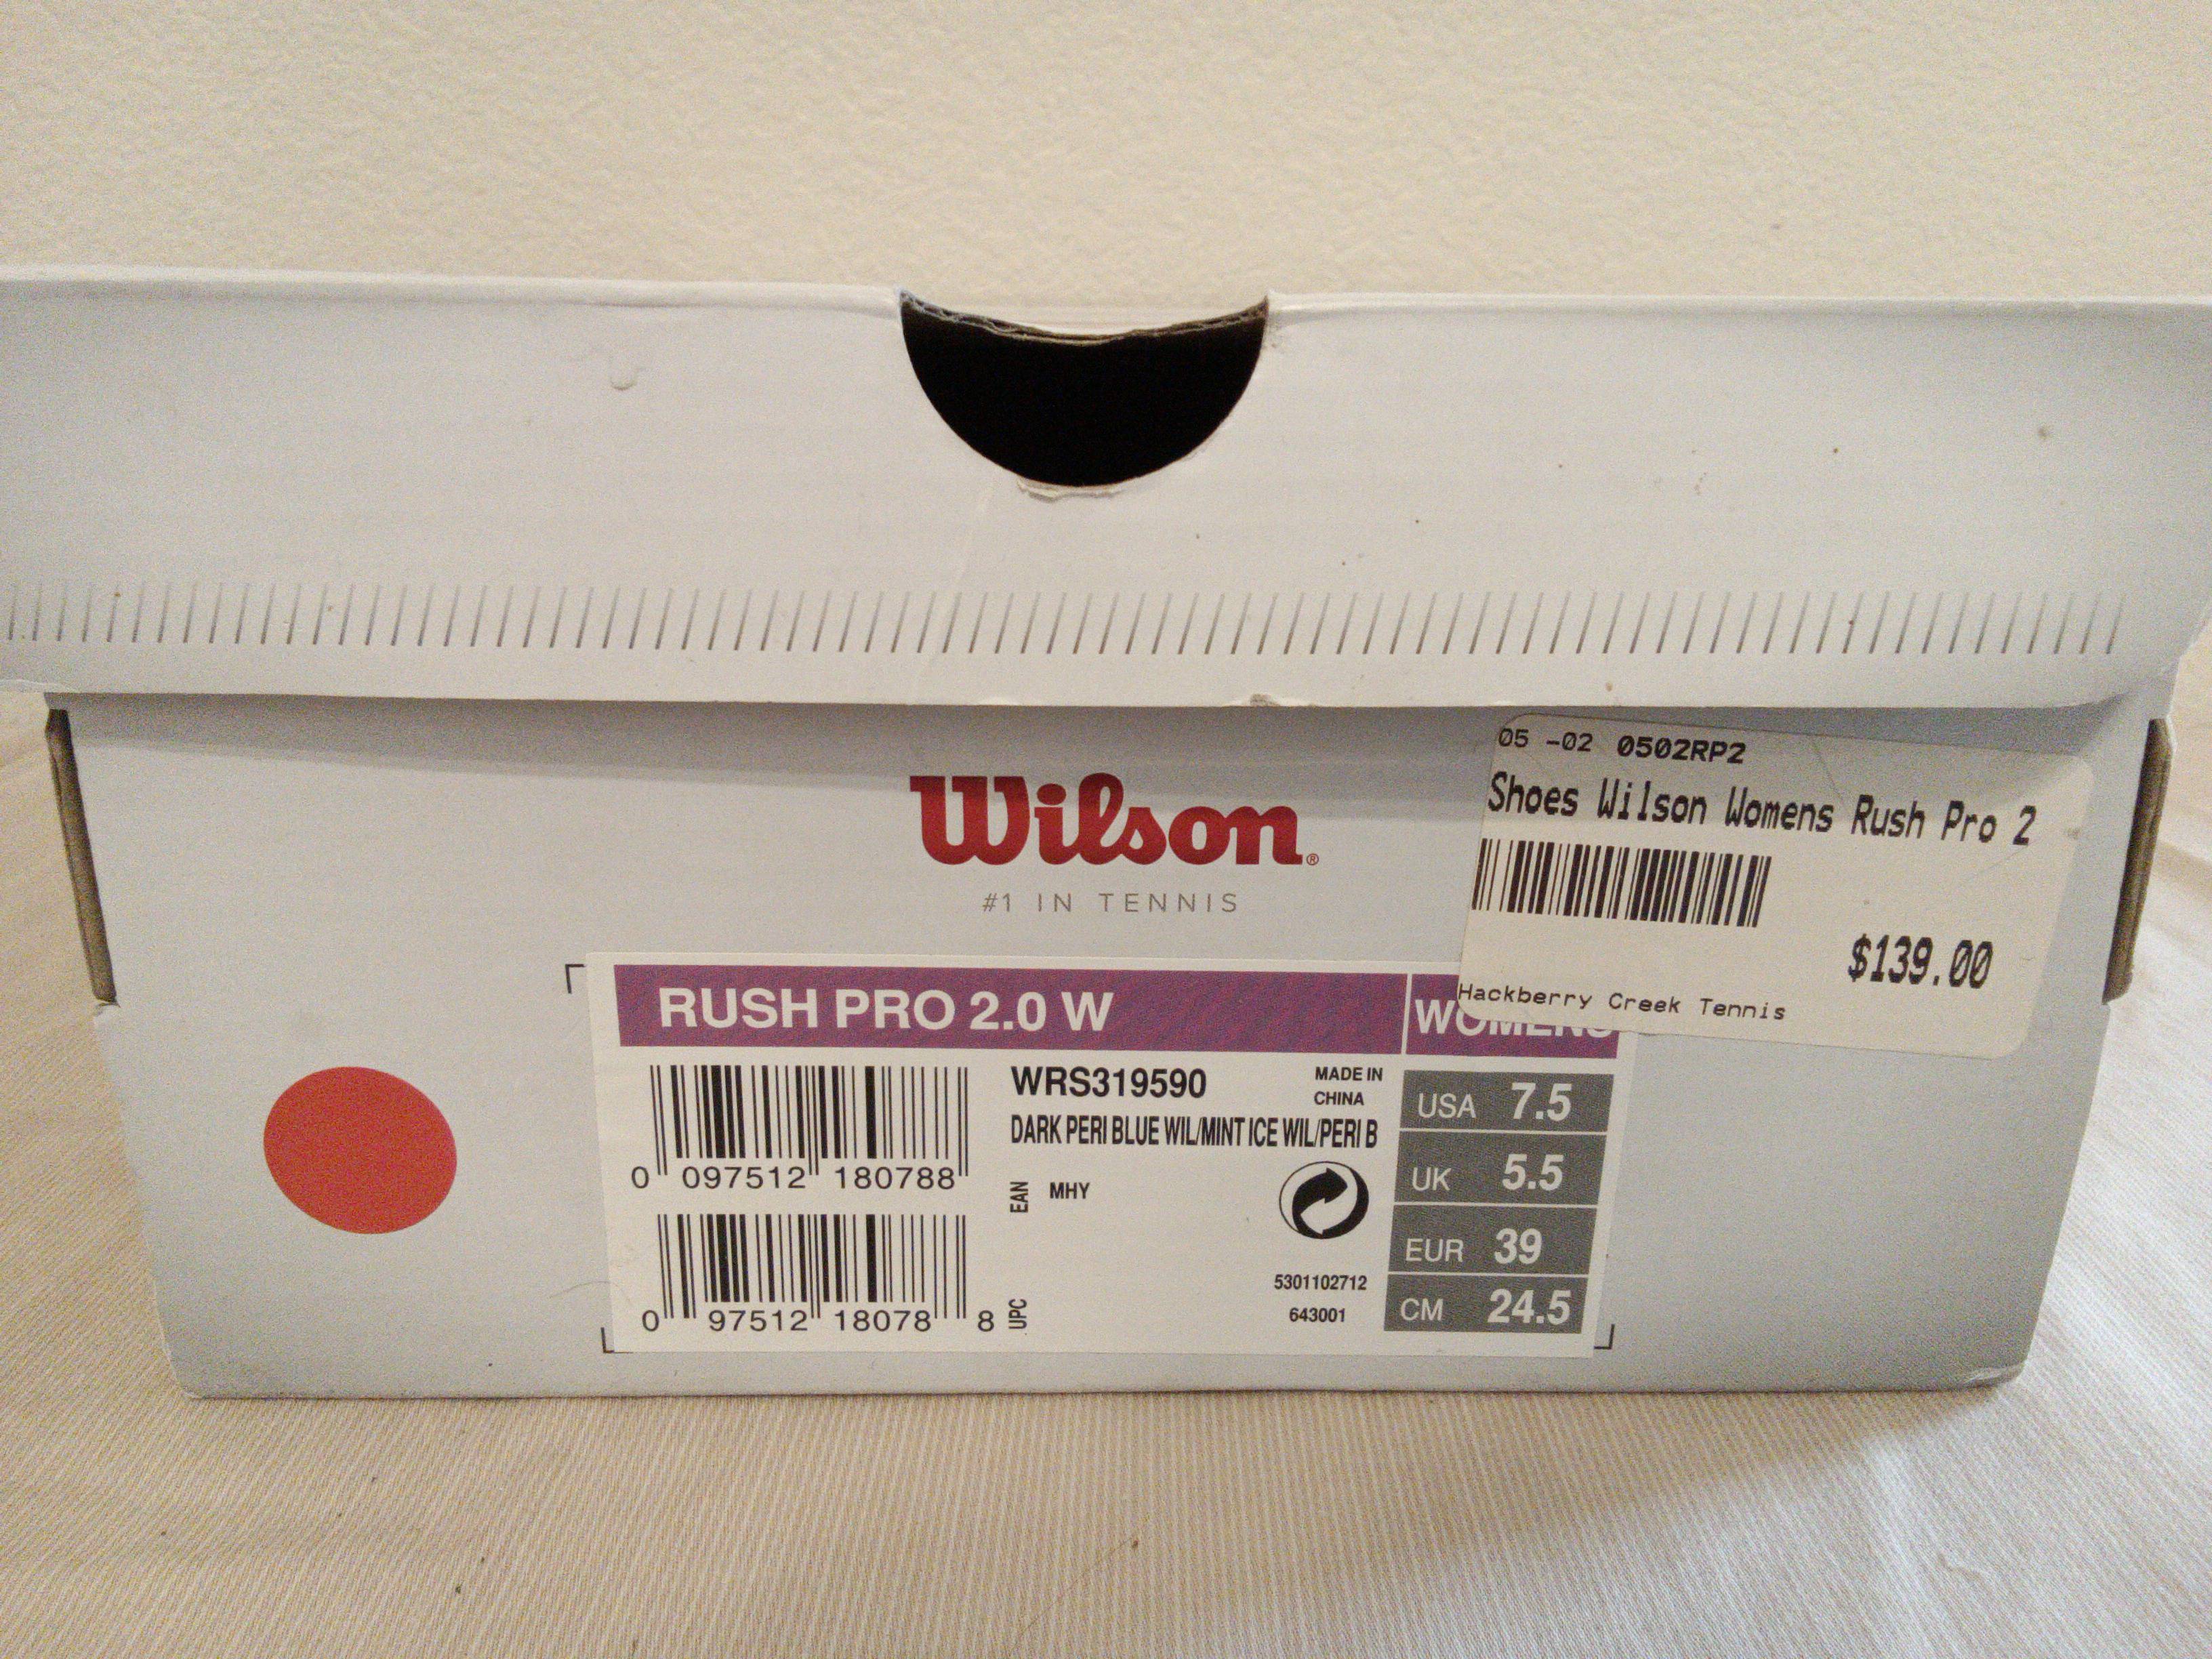 05 -02 0502RP2
Shoes Wilson Womens Rush Pro 2
$139.00
Hackberry Creek Tennis
Wilson®
#1 IN TENNIS
RUSH PRO 2.0 W
WOMENS
WRS319590
MADE IN
CHINA
DARK PERI BLUE WIL/MINT ICE WIL/PERI B
0 097512 180788
EAN
MHY
0 97512 18078 8
UPC
5301102712
643001
USA 7.5
UK 5.5
EUR 39
CM 24.5